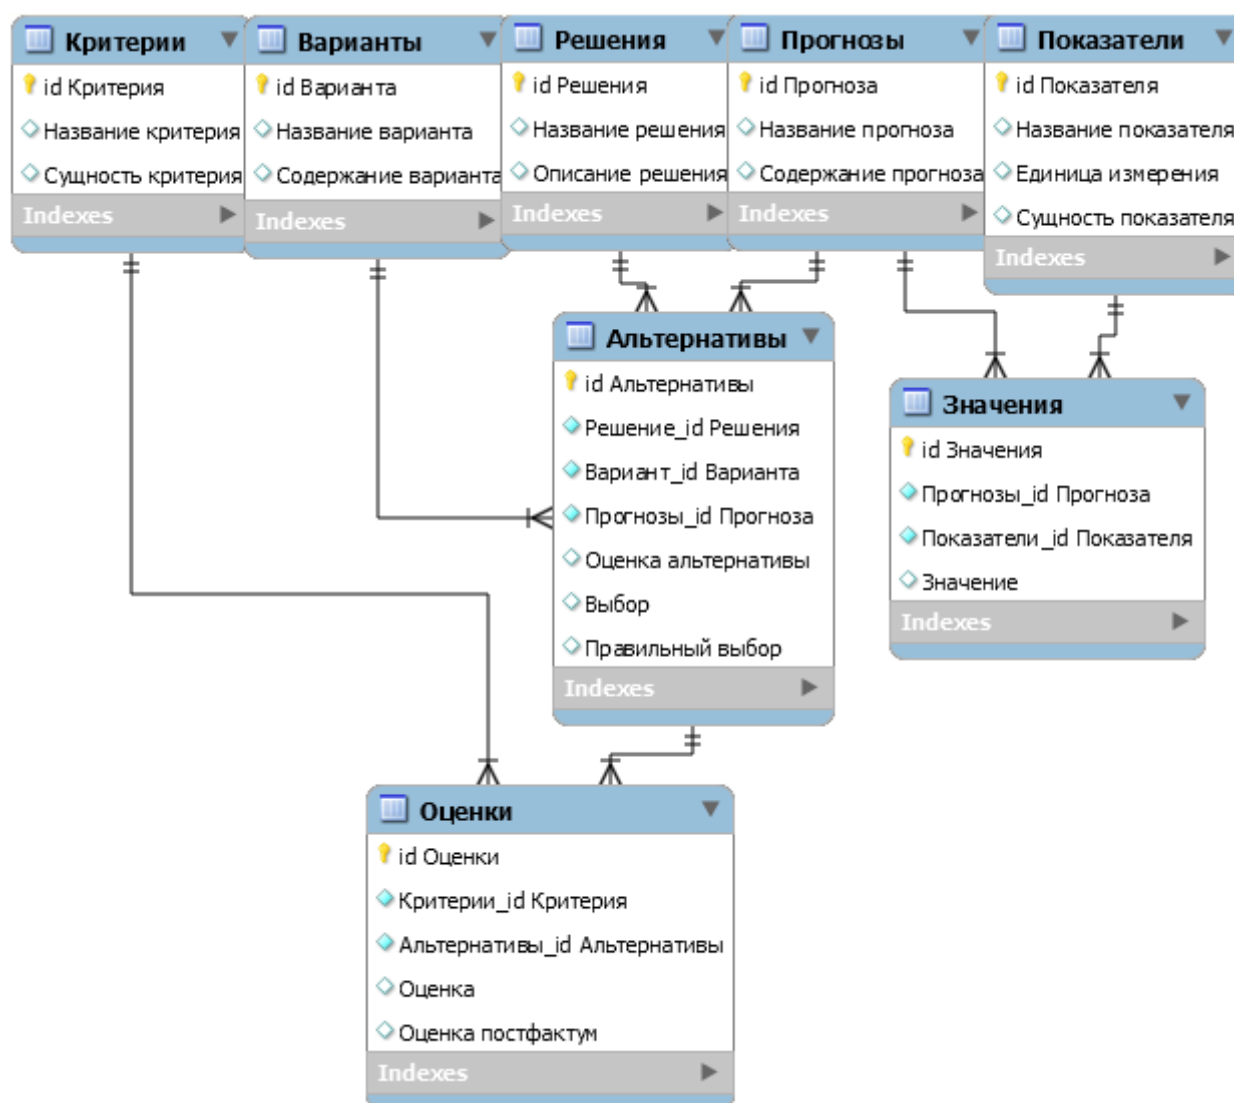 Критерии
id Критерия
Название критерия
Сущность критерия
Indexes
Варианты
id Варианта
Название варианта
Содержание варианта
Indexes
Решения
id Решения
Название решения
Описание решения
Indexes
Прогнозы
id Прогноза
Название прогноза
Содержание прогноза
Indexes
Показатели
id Показателя
Название показателя
Единица измерения
Сущность показателя
Indexes
Альтернативы
id Альтернативы
Решение_id Решения
Вариант_id Варианта
Прогнозы_id Прогноза
Оценка альтернативы
Выбор
Правильный выбор
Indexes
Значения
id Значения
Прогнозы_id Прогноза
Показатели_id Показателя
Значение
Indexes
Оценки
id Оценки
Критерии_id Критерия
Альтернативы_id Альтернативы
Оценка
Оценка постфактум
Indexes